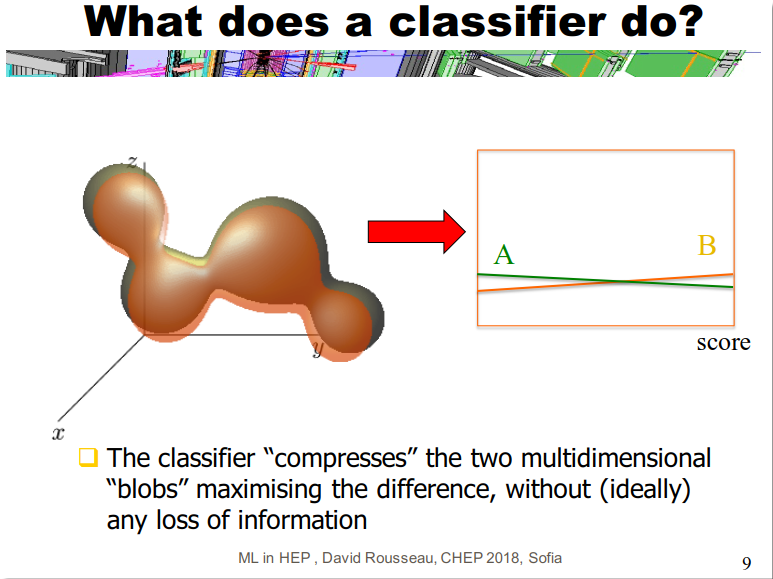 What does a classifier do?
z
A
B
y
score
x
The classifier “compresses” the two multidimensional
“blobs” maximising the difference, without (ideally)
any loss of information
ML in HEP , David Rousseau, CHEP 2018, Sofia
9